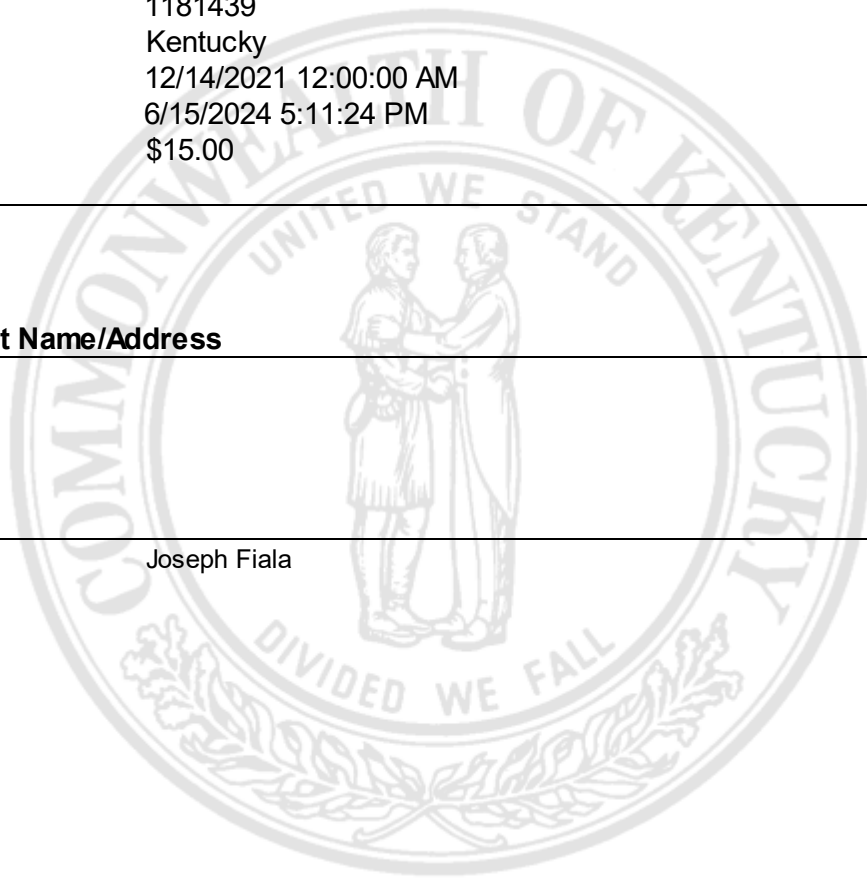 1181439
Kentucky
12/14/2021 12:00:00 AM
6/15/2024 5:11:24 PM
$15.00
COMMONWEALTH OF KENTUCKY
UNITED WE STAND
t Name/Address
Joseph Fiala
DIVIDED WE FALL